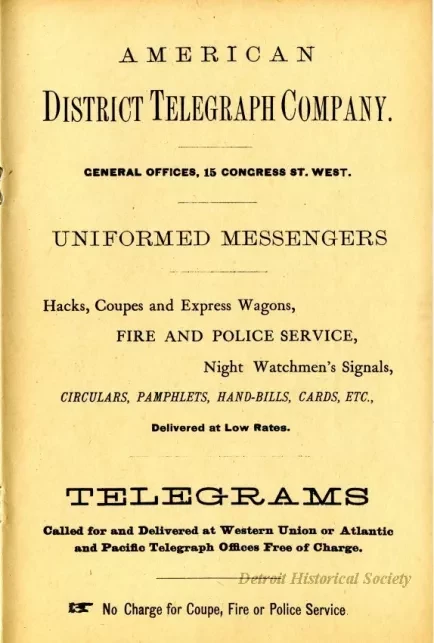 AMERICAN
DISTRICT TELEGRAPH COMPANY.
GENERAL OFFICES, 15 CONGRESS ST. WEST.
UNIFORMED MESSENGERS
Hacks, Coupes and Express Wagons,
FIRE AND POLICE SERVICE,
Night Watchmen's Signals,
CIRCULARS, PAMPHLETS, HAND-BILLS, CARDS, ETC.,
Delivered at Low Rates.
TELEGRAMS
Called for and Delivered at Western Union or Atlantic
and Pacific Telegraph Offices Free of Charge.
Detroit Historical Society
☞ No Charge for Coupe, Fire or Police Service.